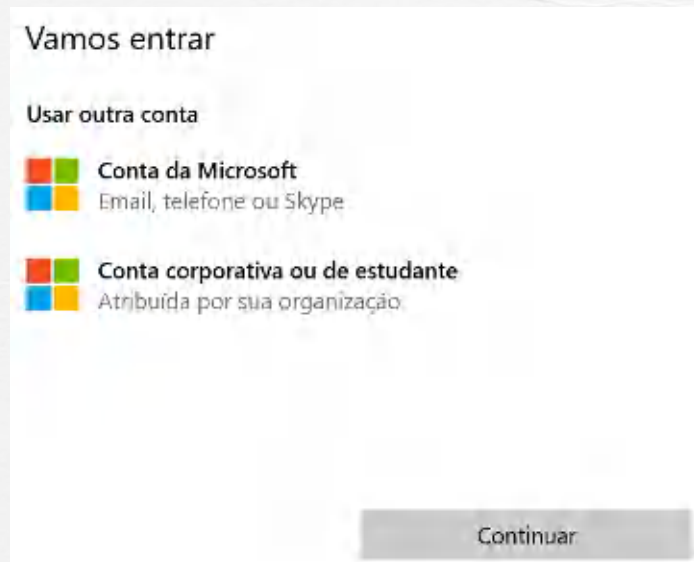 Vamos entrar
Usar outra conta
Conta da Microsoft
Email, telefone ou Skype
Conta corporativa ou de estudante
Atribuída por sua organização
Continuar